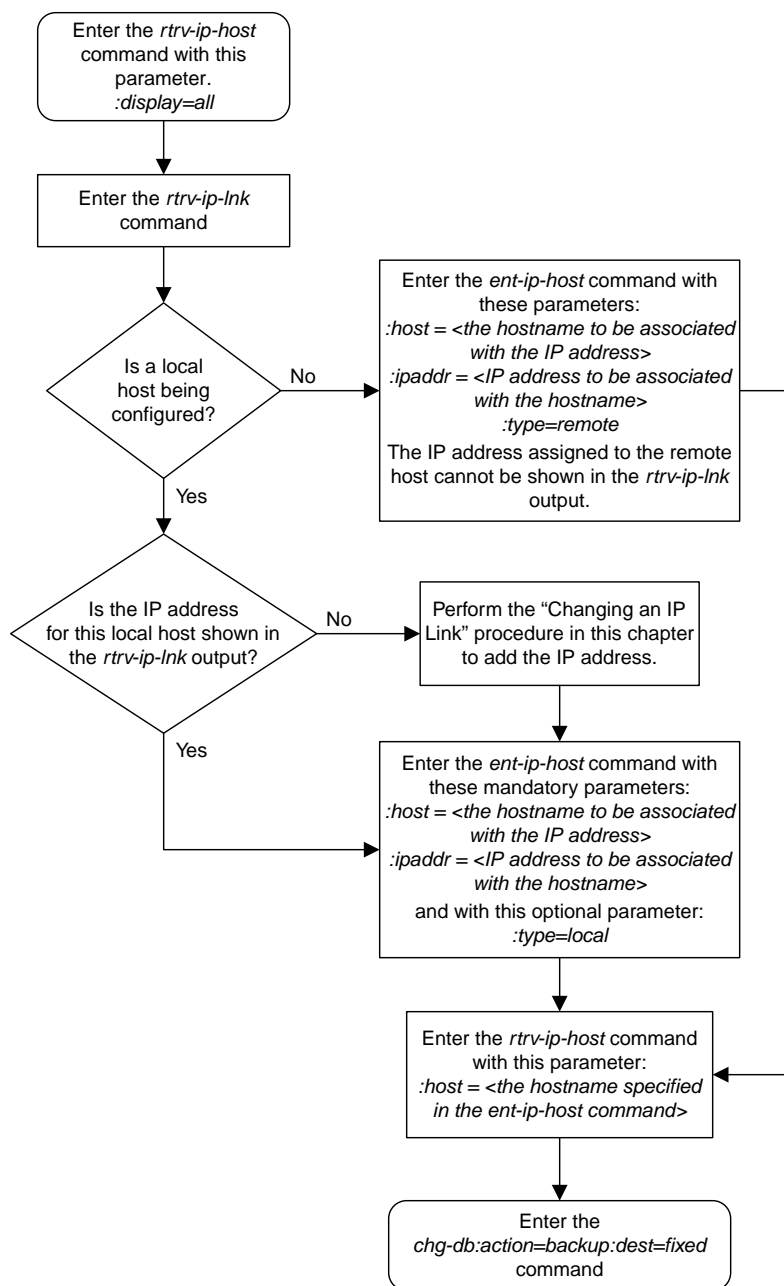 Enter the rtrv-ip-host
command with this
parameter.
:display=all
Enter the rtrv-ip-lnk
command
Is a local
host being
configured?
No
Yes
Enter the ent-ip-host command with
these parameters:
:host = <the hostname to be associated
with the IP address>
:ipaddr = <IP address to be associated
with the hostname>
:type=remote
The IP address assigned to the remote
host cannot be shown in the rtrv-ip-lnk
output.
Is the IP address
for this local host shown in
the rtrv-ip-lnk output?
No
Yes
Perform the “Changing an IP
Link” procedure in this chapter
to add the IP address.
Enter the ent-ip-host command with
these mandatory parameters:
:host = <the hostname to be associated
with the IP address>
:ipaddr = <IP address to be associated
with the hostname>
and with this optional parameter:
:type=local
Enter the rtrv-ip-host command
with this parameter:
:host = <the hostname specified
in the ent-ip-host command>
Enter the
chg-db:action=backup:dest=fixed
command